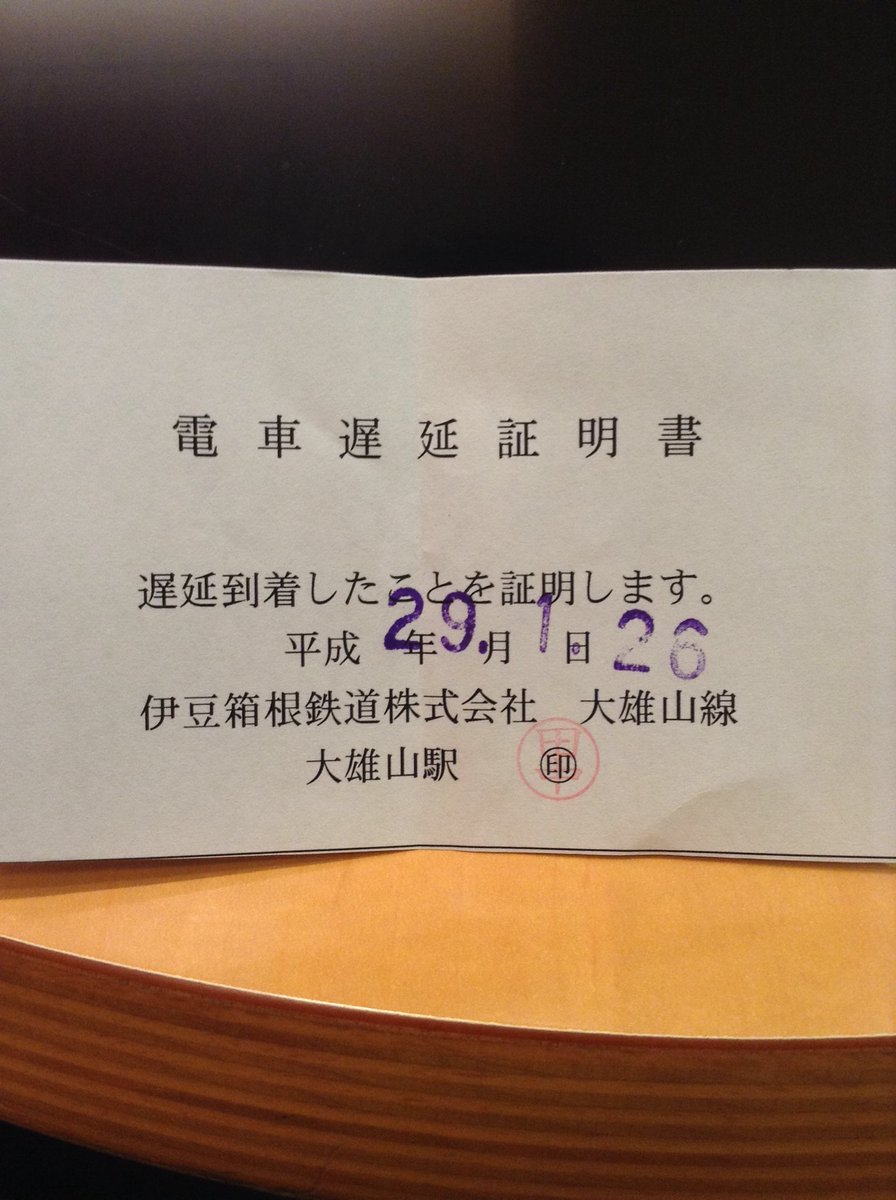 電車遅延証明書
遅延到着したことを証明します。
平成 29. 年 月 1. 日 26
伊豆箱根鉄道株式会社 大雄山線
大雄山駅 ㊞